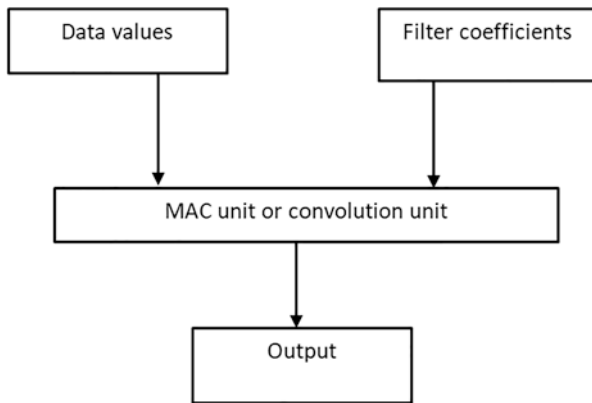 Data values
Filter coefficients
MAC unit or convolution unit
Output